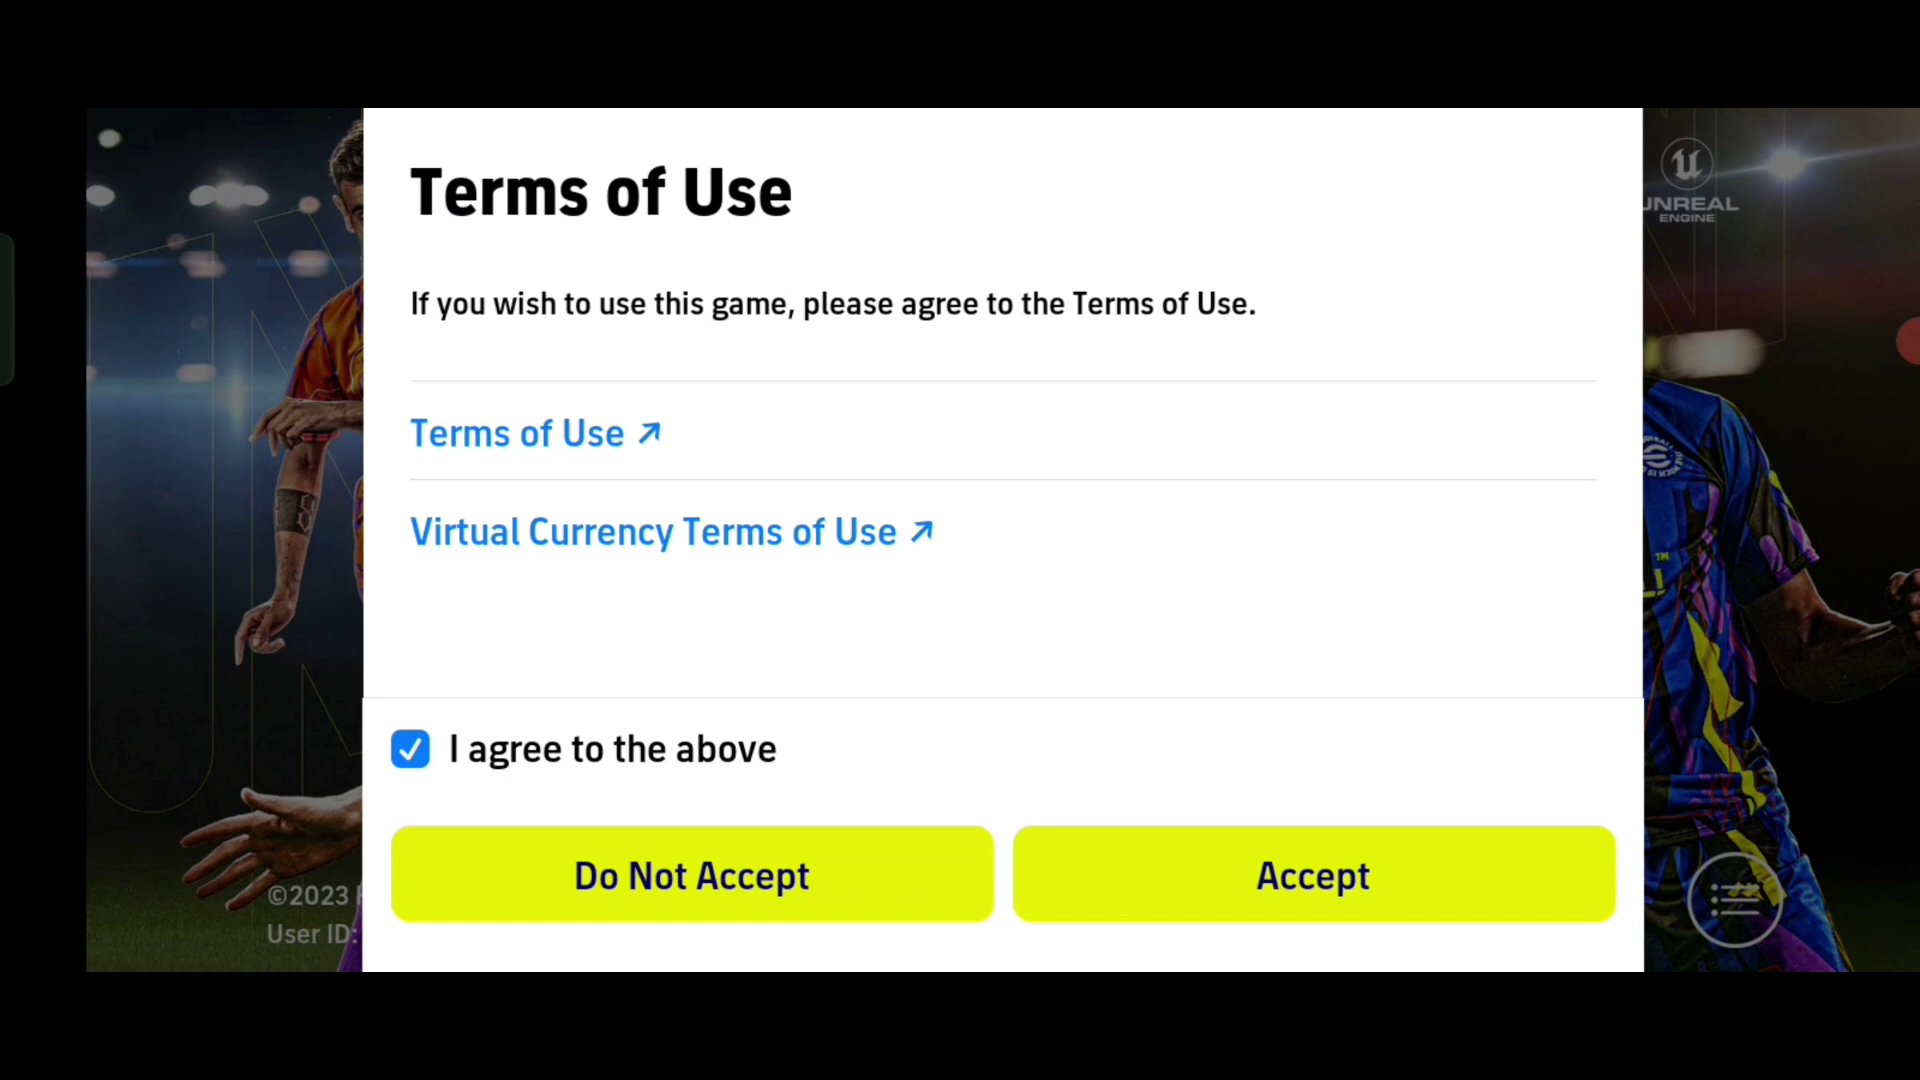 Terms of Use
If you wish to use this game, please agree to the Terms of Use.
Terms of Use
Virtual Currency Terms of Use
I agree to the above
Do Not Accept
Accept
UNREAL
ENGINE
TM
©2023
User ID: